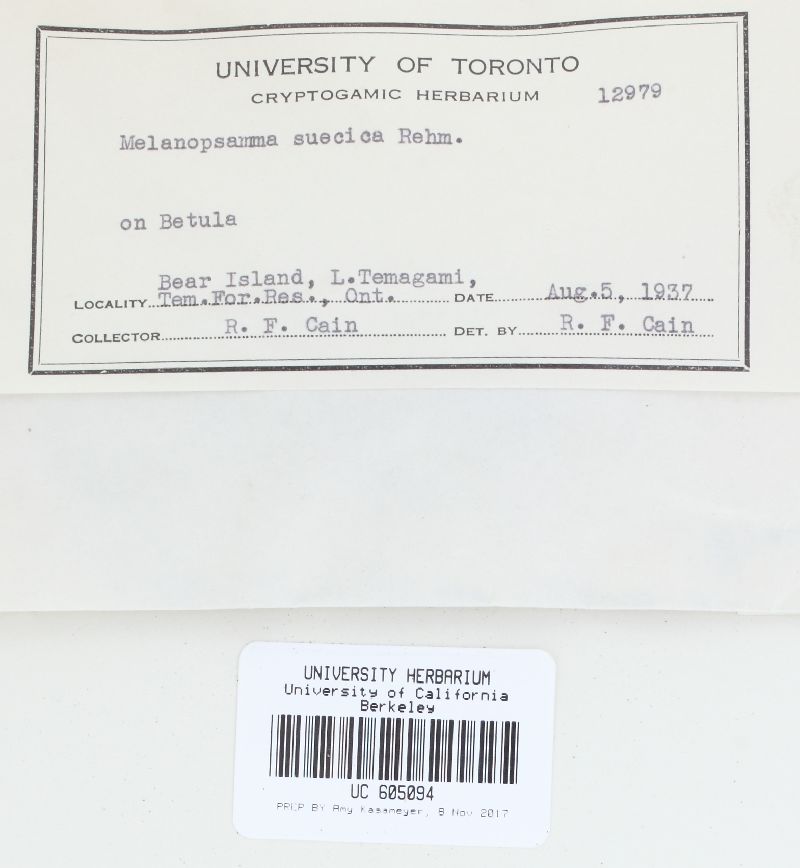 UNIVERSITY OF TORONTO
CRYPTOGAMIC HERBARIUM 12979
Melanopsamma suecica Rehm.
on Betula
Bear Island, L.Temagami,
LOCALITY Tem.For.Res., Ont. DATE Aug.5, 1937
COLLECTOR R. F. Cain DET. BY R. F. Cain
UNIVERSITY HERBARIUM
University of California
Berkeley
UC 605094
PREP BY Amy Kasameyer, 8 Nov 2017